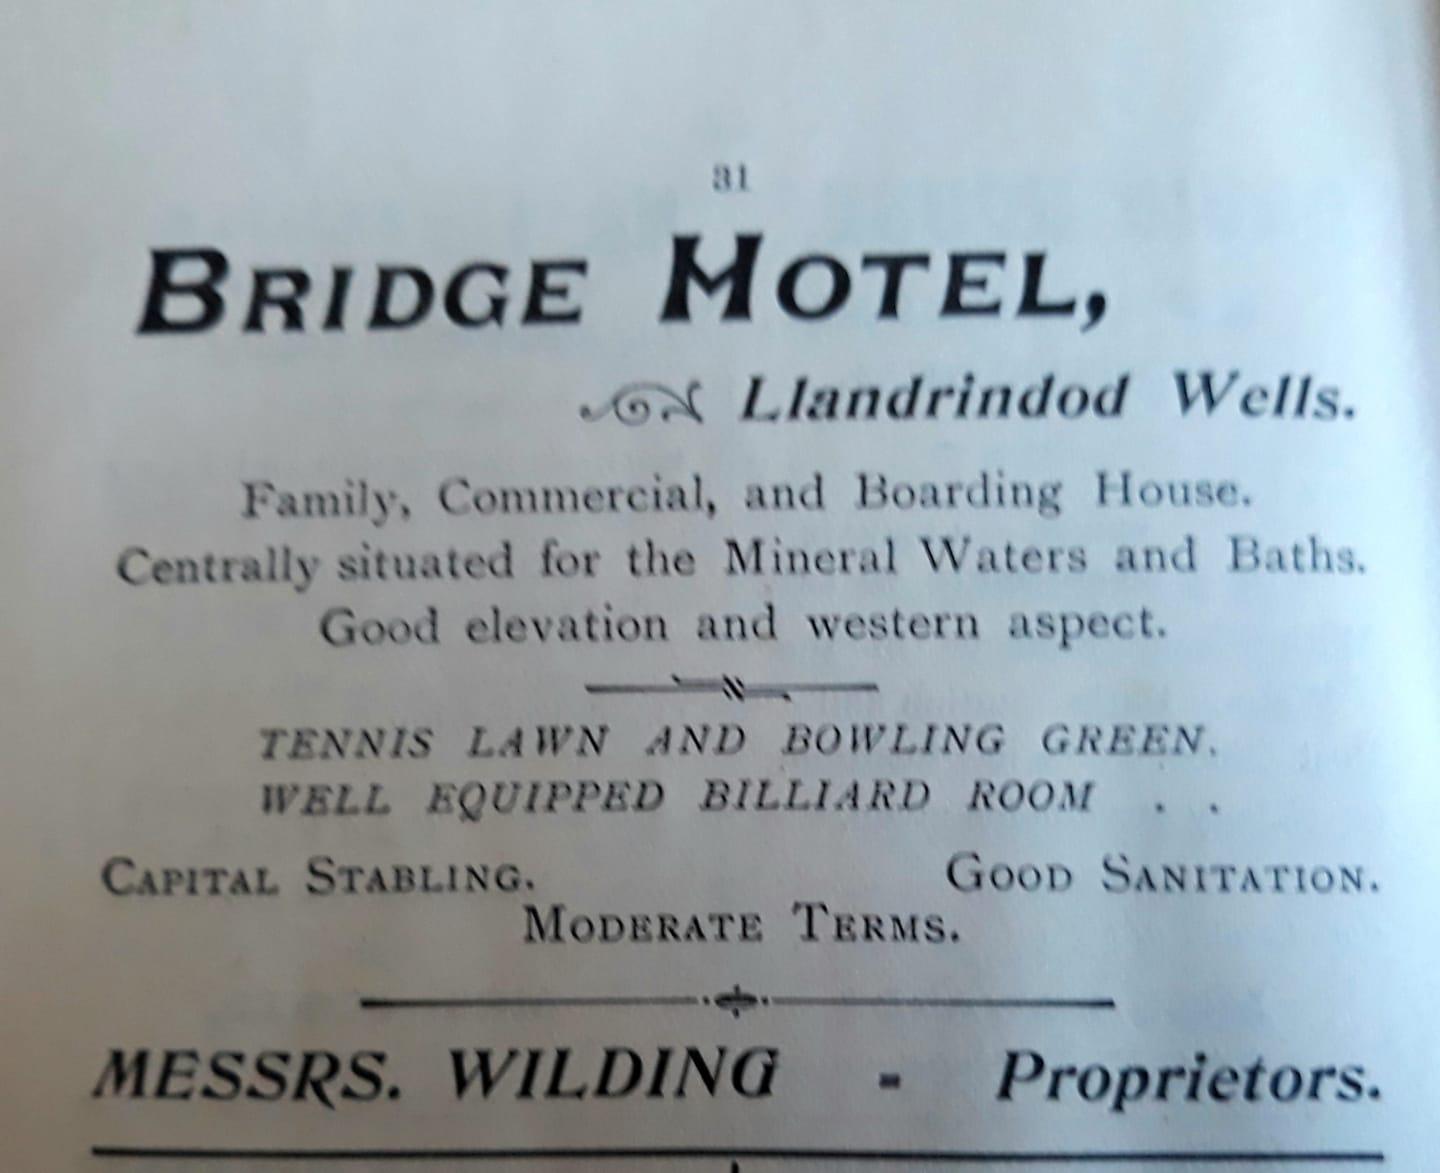 31
BRIDGE HOTEL,
Llandrindod Wells.
Family, Commercial, and Boarding House.
Centrally situated for the Mineral Waters and Baths.
Good elevation and western aspect.
TENNIS LAWN AND BOWLING GREEN.
WELL EQUIPPED BILLIARD ROOM . .
CAPITAL STABLING. GOOD SANITATION.
MODERATE TERMS.
MESSRS. WILDING - Proprietors.